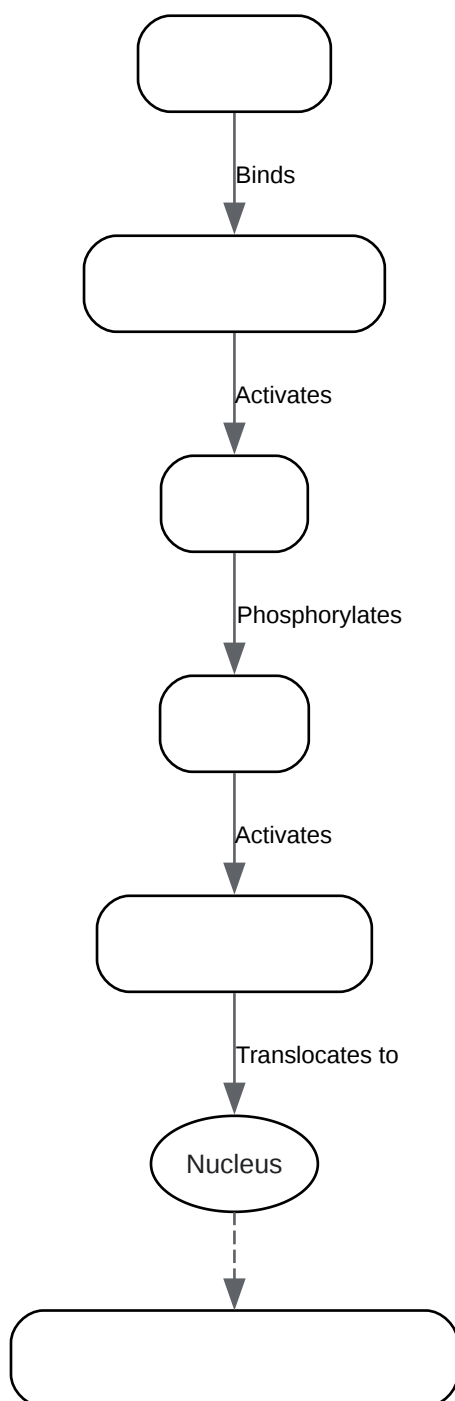 Binds
Activates
Phosphorylates
Activates
Translocates to
Nucleus